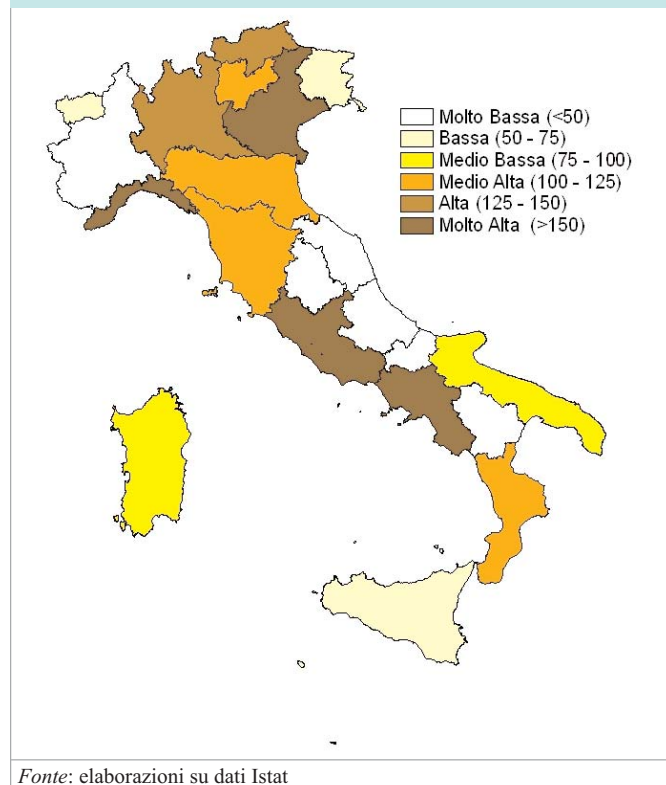 Molto Bassa (<50)
Bassa (50 - 75)
Medio Bassa (75 - 100)
Medio Alta (100 - 125)
Alta (125 - 150)
Molto Alta (>150)
Fonte: elaborazioni su dati Istat